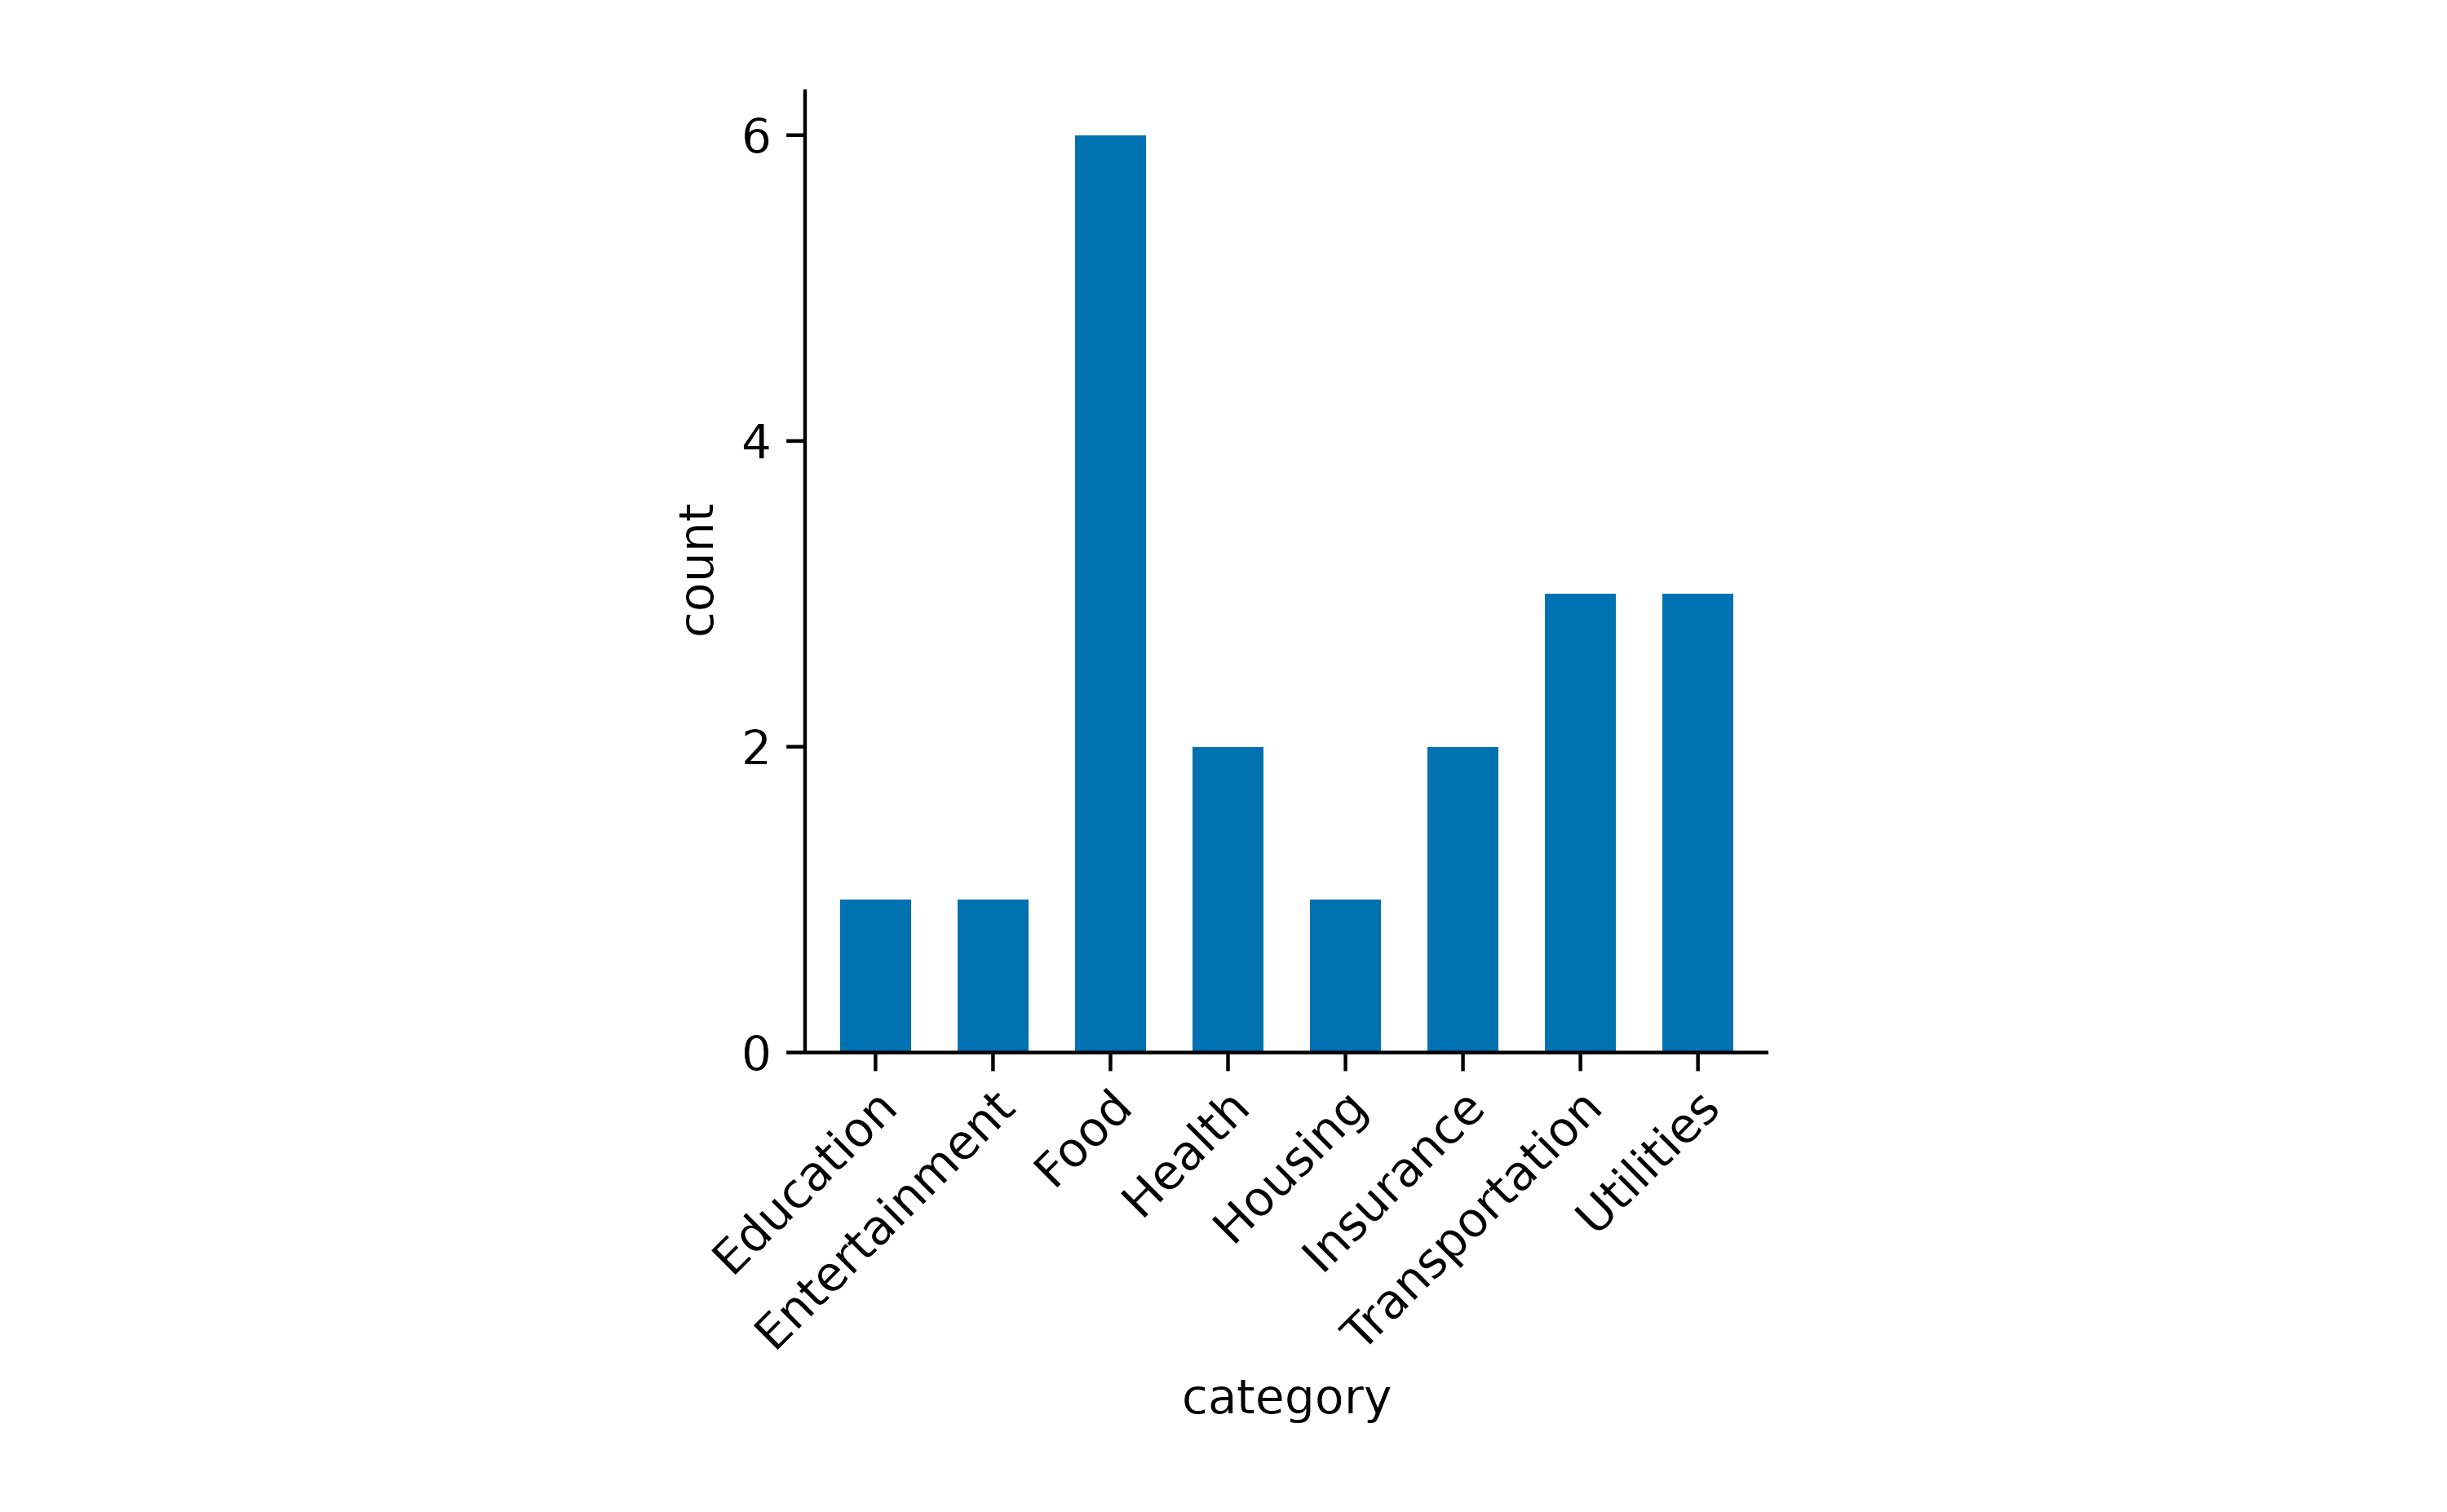 6
4
2
0
count
Education
Entertainment
Food
Health
Housing
Insurance
Transportation
Utilities
category